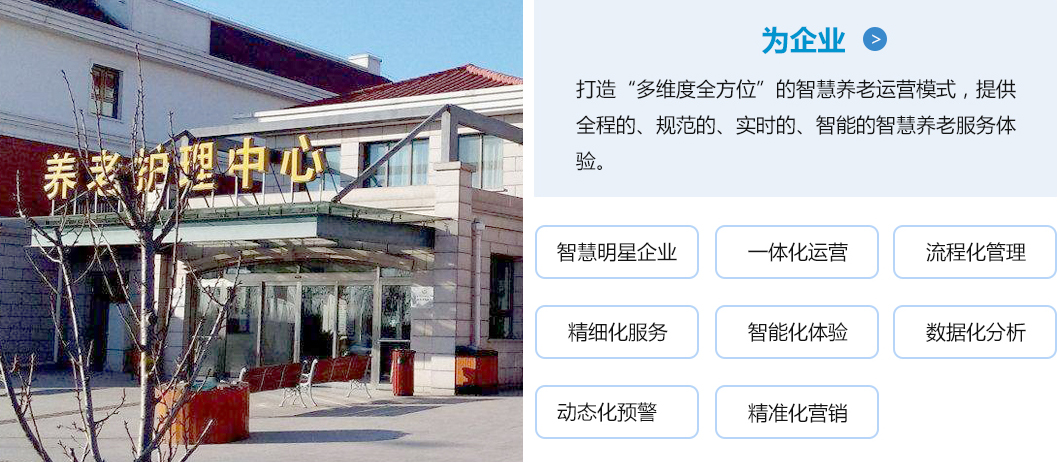 养老护理中心
为企业 >
打造“多维度全方位”的智慧养老运营模式，提供
全程的、规范的、实时的、智能的智慧养老服务体
验。
智慧明星企业 一体化运营 流程化管理
精细化服务 智能化体验 数据化分析
动态化预警 精准化营销